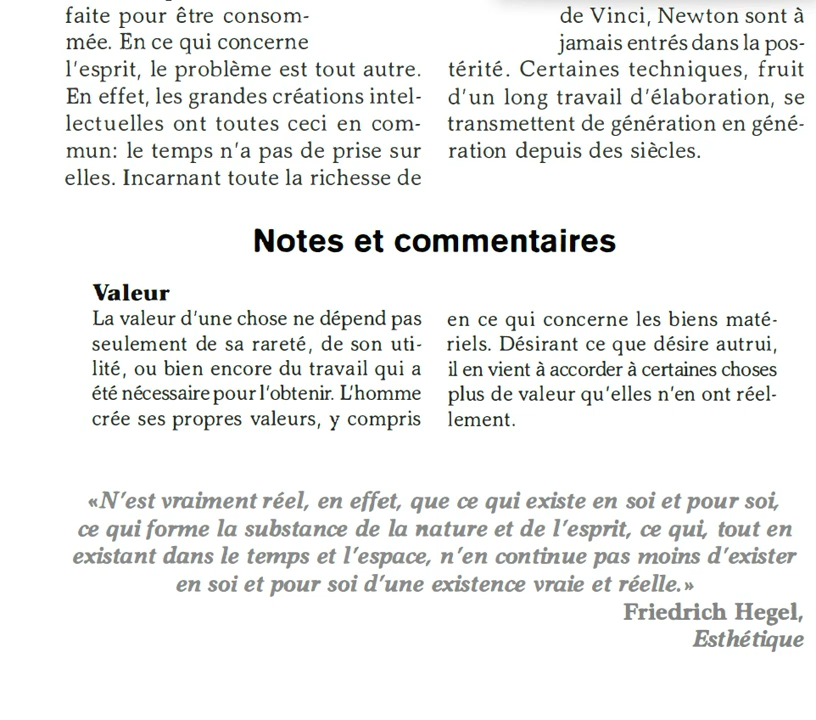 faite pour être consom-
mée. En ce qui concerne
l'esprit, le problème est tout autre.
En effet, les grandes créations intel-
lectuelles ont toutes ceci en com-
mun: le temps n'a pas de prise sur
elles. Incarnant toute la richesse de
de Vinci, Newton sont à
jamais entrés dans la pos-
térité. Certaines techniques, fruit
d'un long travail d'élaboration, se
transmettent de génération en géné-
ration depuis des siècles.
Notes et commentaires
Valeur
La valeur d'une chose ne dépend pas
seulement de sa rareté, de son uti-
lité, ou bien encore du travail qui a
été nécessaire pour l'obtenir. L'homme
crée ses propres valeurs, y compris
en ce qui concerne les biens maté-
riels. Désirant ce que désire autrui,
il en vient à accorder à certaines choses
plus de valeur qu'elles n'en ont réel-
lement.
«N'est vraiment réel, en effet, que ce qui existe en soi et pour soi,
ce qui forme la substance de la nature et de l'esprit, ce qui, tout en
existant dans le temps et l'espace, n'en continue pas moins d'exister
en soi et pour soi d'une existence vraie et réelle.»
Friedrich Hegel,
Esthétique